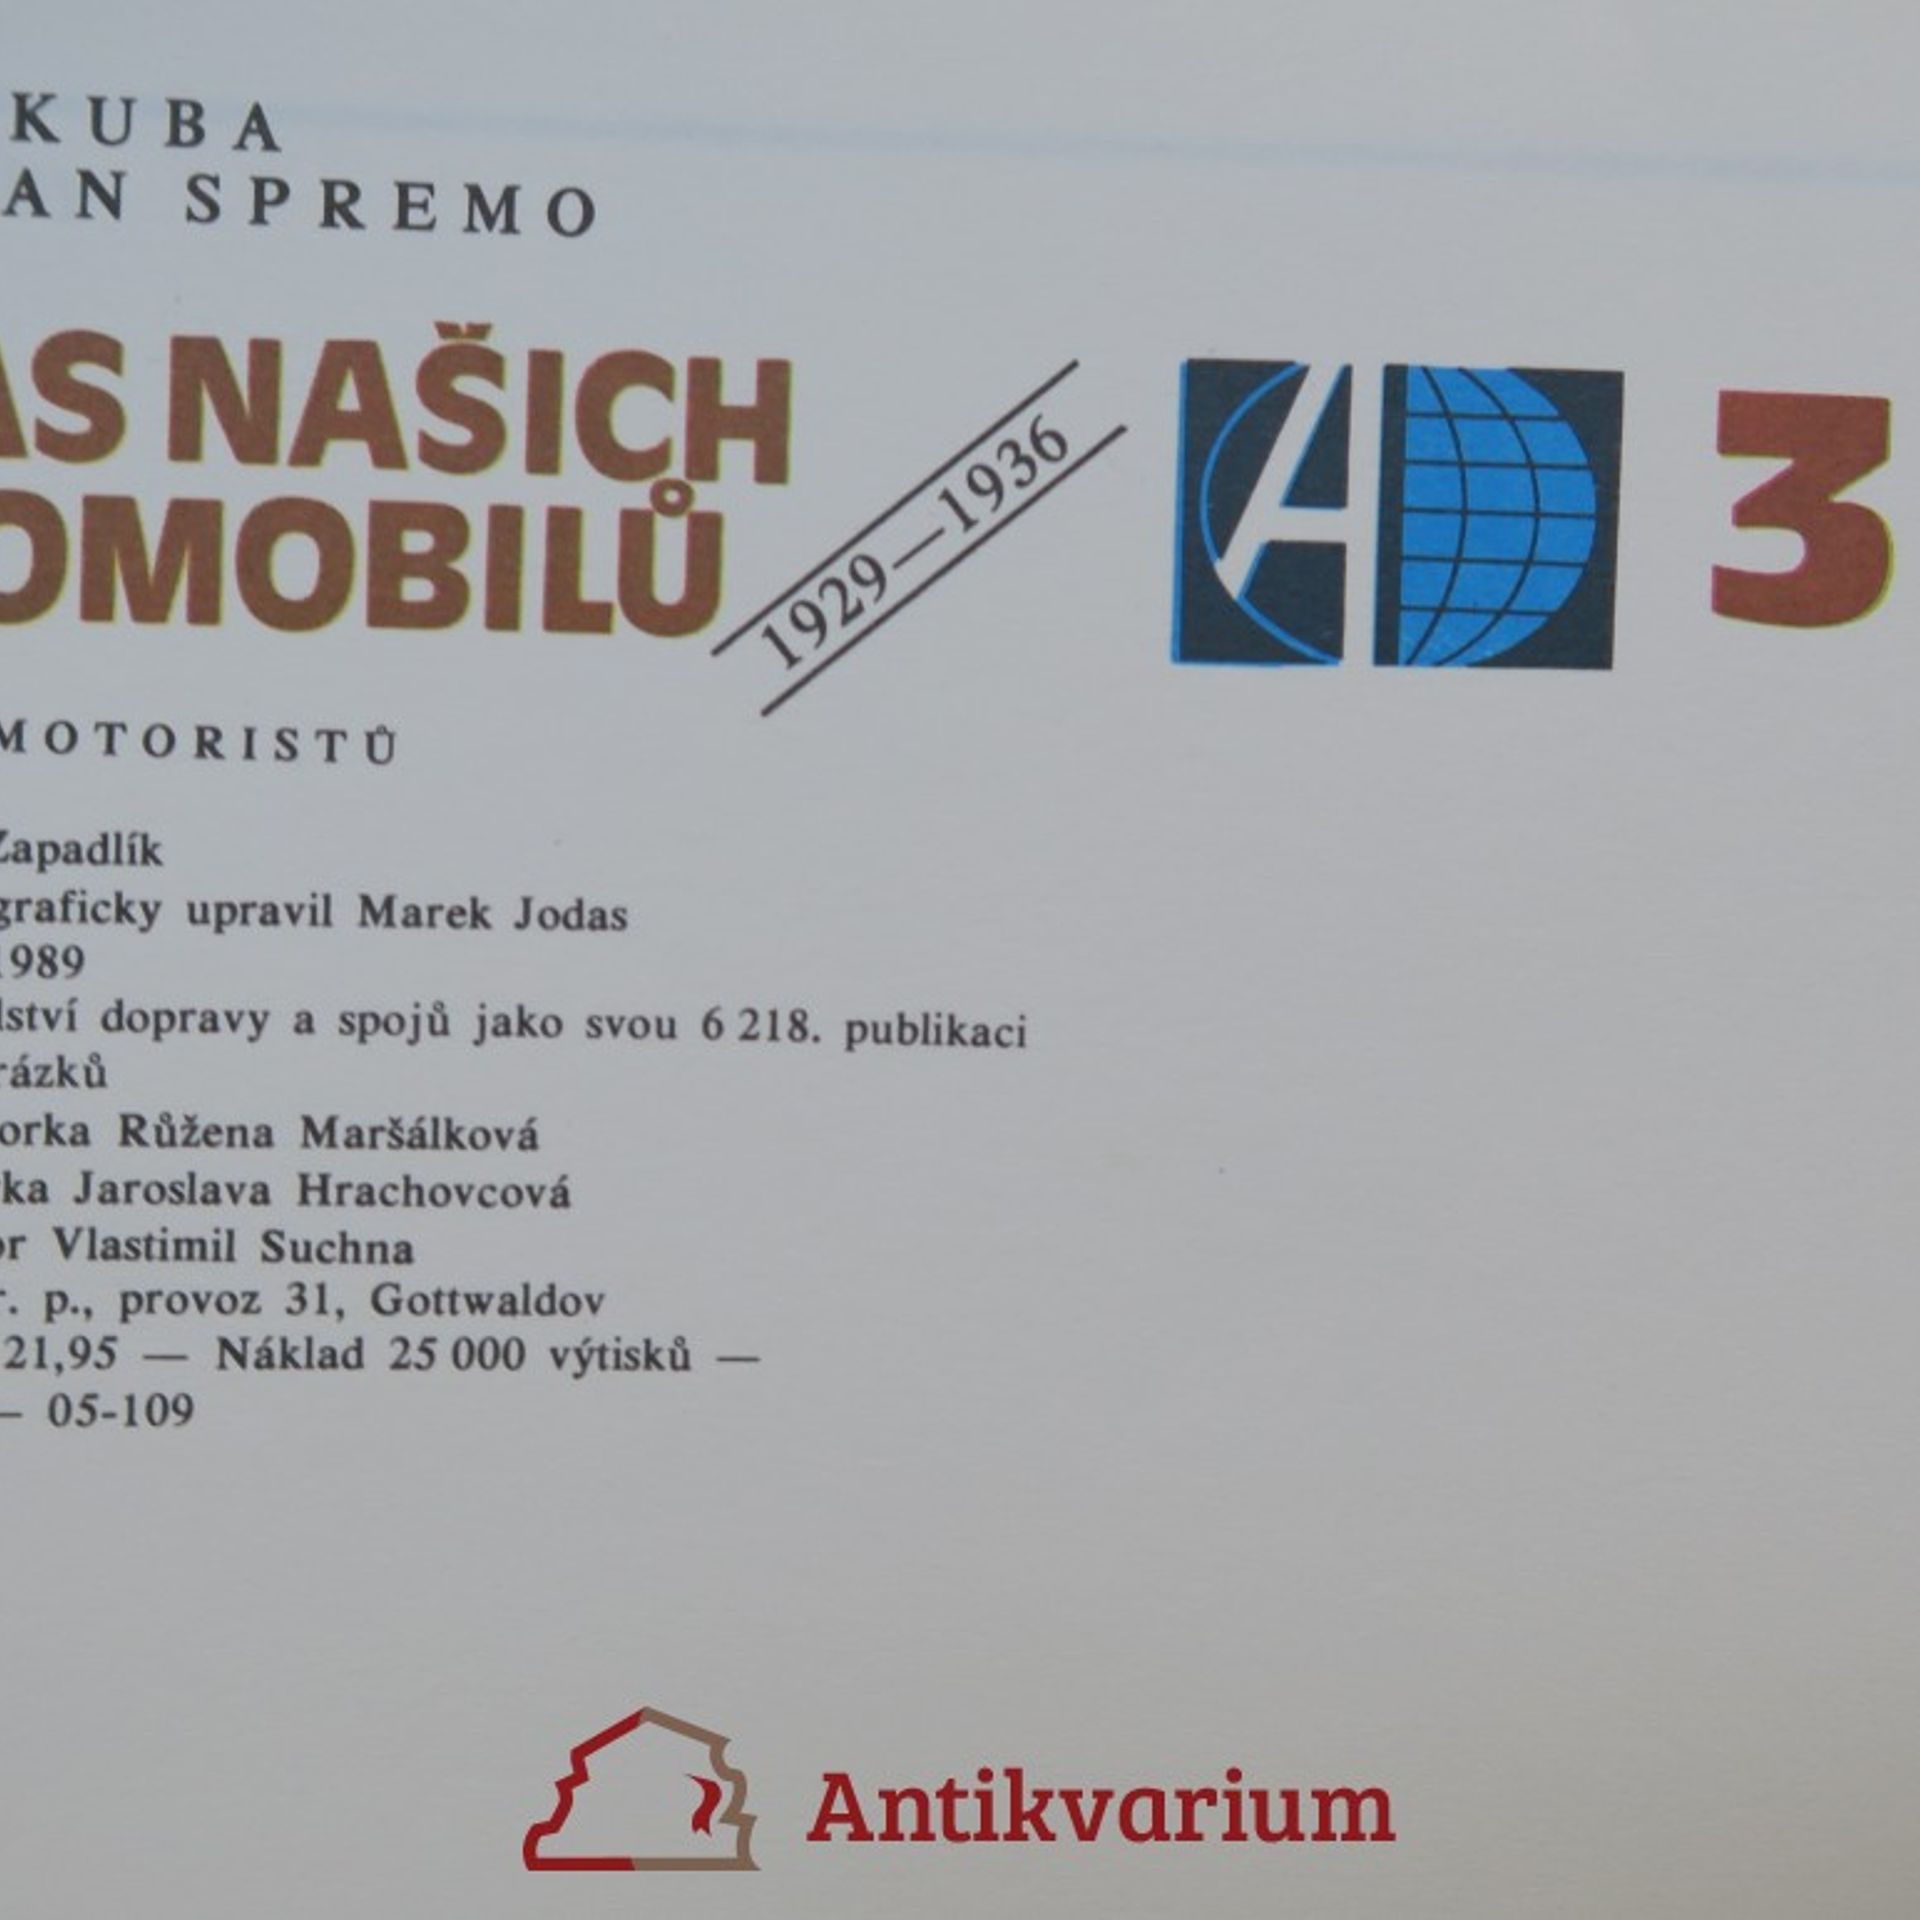 KUBA
AN SPREMO
AS NAŠICH
OMOBILŮ
1929—1936
A
3
MOTORISTŮ
Zapadlík
graficky upravil Marek Jodas
1989
lství dopravy a spojů jako svou 6 218. publikaci
rázků
orka Růžena Maršálková
ka Jaroslava Hrachovcová
or Vlastimil Suchna
r. p., provoz 31, Gottwaldov
21,95 — Náklad 25 000 výtisků —
— 05-109
Antikvarium